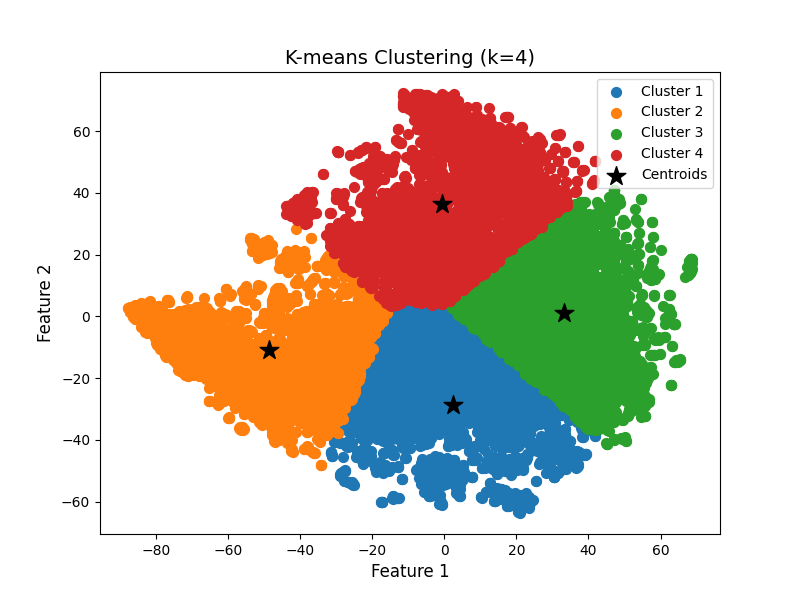 K-means Clustering (k=4)
Cluster 1
Cluster 2
Cluster 3
Cluster 4
Centroids
Feature 2
60
40
20
0
−20
−40
−60
−80
−60
−40
−20
0
20
40
60
Feature 1